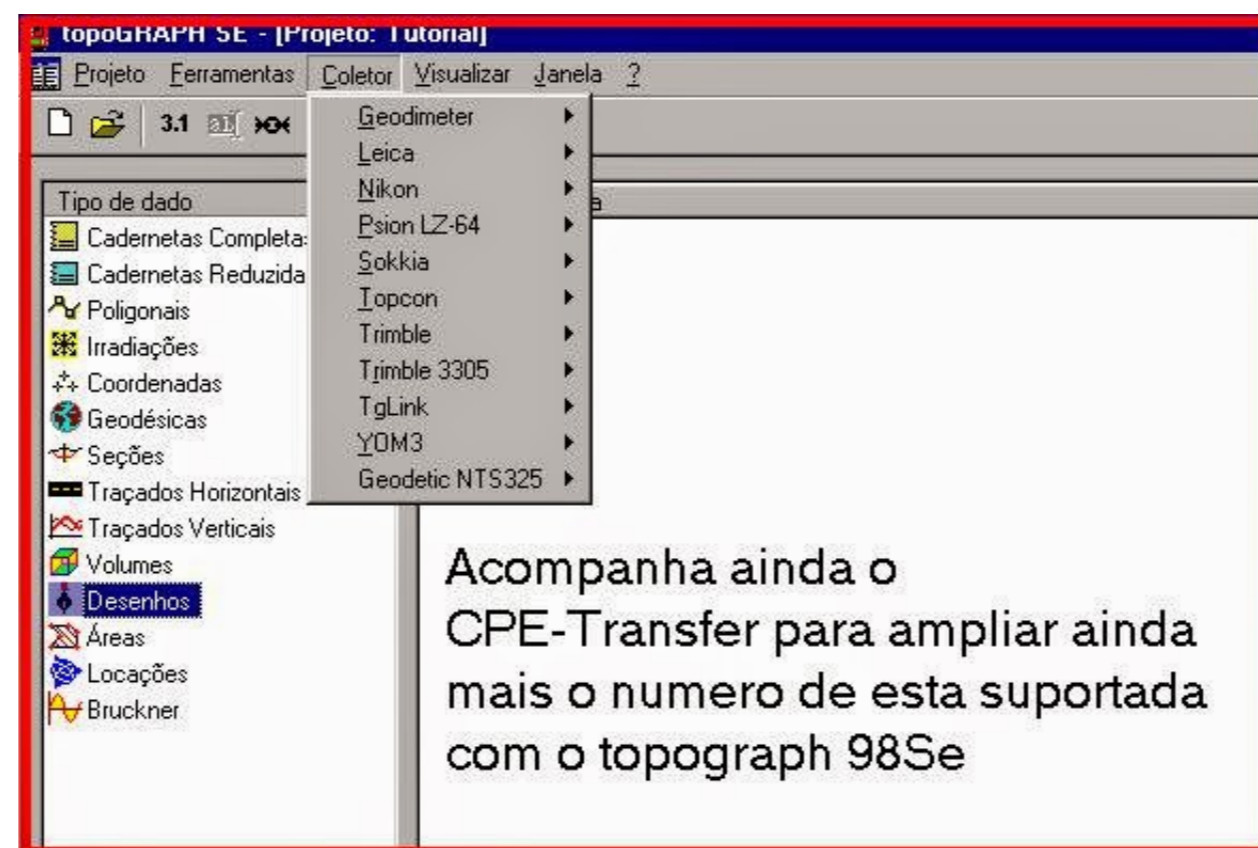 topoGRAPH SE - [Projeto: Tutorial]
Projeto Ferramentas Coletor Visualizar Janela ?
3.1
Geodimeter
Leica
Nikon
Psion LZ-64
Sokkia
Topcon
Trimble
Trimble 3305
TgLink
YOM3
Geodetic NTS325
Tipo de dado
Cadernetas Completas
Cadernetas Reduzida
Poligonais
Irradiações
Coordenadas
Geodésicas
Seções
Traçados Horizontais
Traçados Verticais
Volumes
Desenhos
Áreas
Locações
Bruckner
Acompanha ainda o
CPE-Transfer para ampliar ainda
mais o numero de esta suportada
com o topograph 98Se